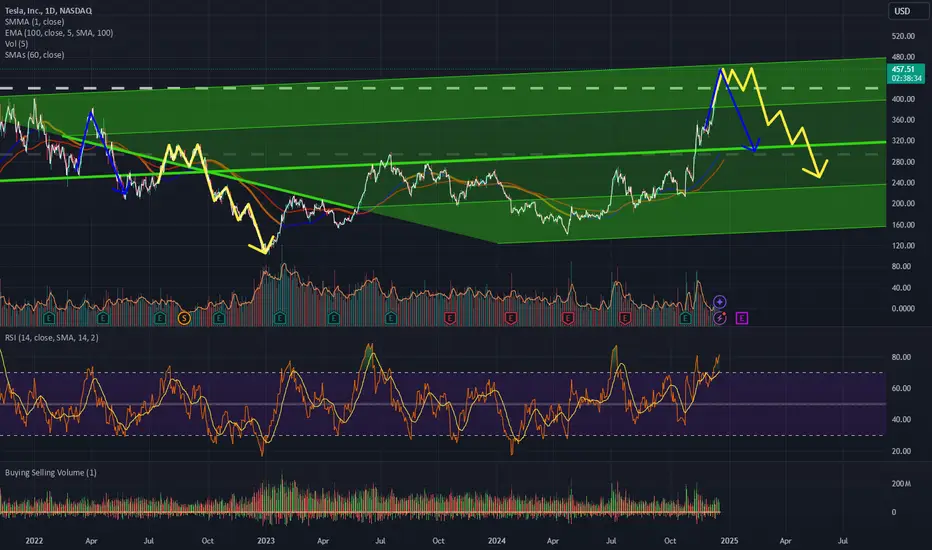 Tesla, Inc., 1D, NASDAQ
USD
SMMA (1, close)
EMA (100, close, 5, SMA, 100)
Vol (5)
SMAs (60, close)
520.00
480.00
457.51
02:38:34
400.00
360.00
320.00
280.00
240.00
200.00
160.00
120.00
80.00
40.00
0.0000
E E E S E E E E E E E E E E
RSI (14, close, SMA, 14, 2)
80.00
60.00
40.00
20.00
Buying Selling Volume (1)
200 M
0
2022 Apr Jul Oct 2023 Apr Jul Oct 2024 Apr Jul Oct 2025 Apr Jul